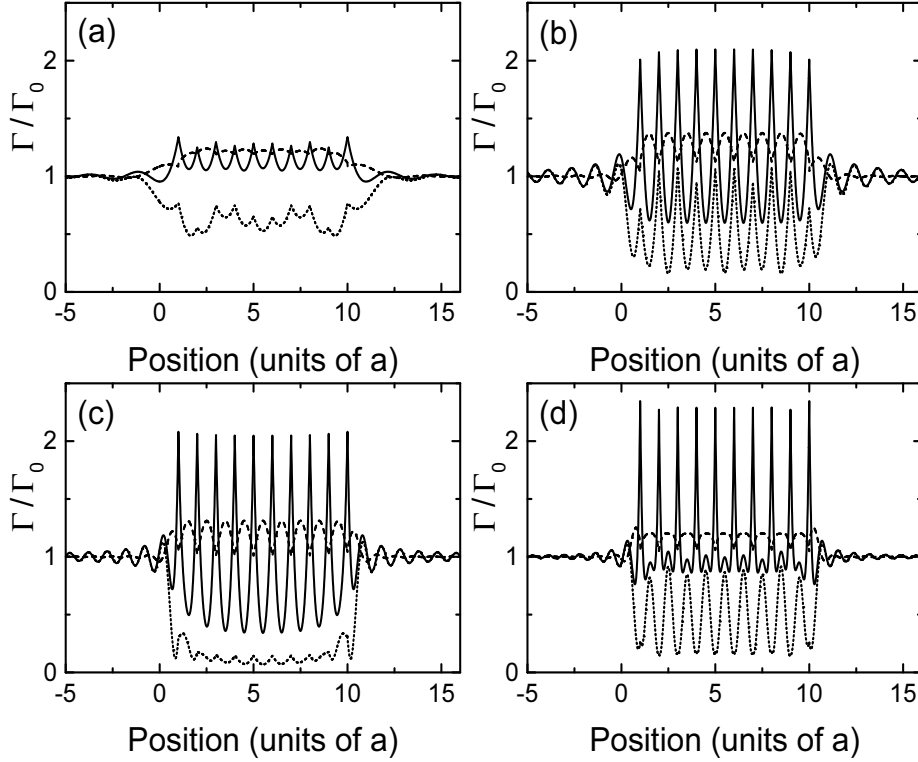 (a)
Γ/Γ₀
2
1
0
-5 0 5 10 15
Position (units of a)
(b)
Γ/Γ₀
2
1
0
-5 0 5 10 15
Position (units of a)
(c)
Γ/Γ₀
2
1
0
-5 0 5 10 15
Position (units of a)
(d)
Γ/Γ₀
2
1
0
-5 0 5 10 15
Position (units of a)